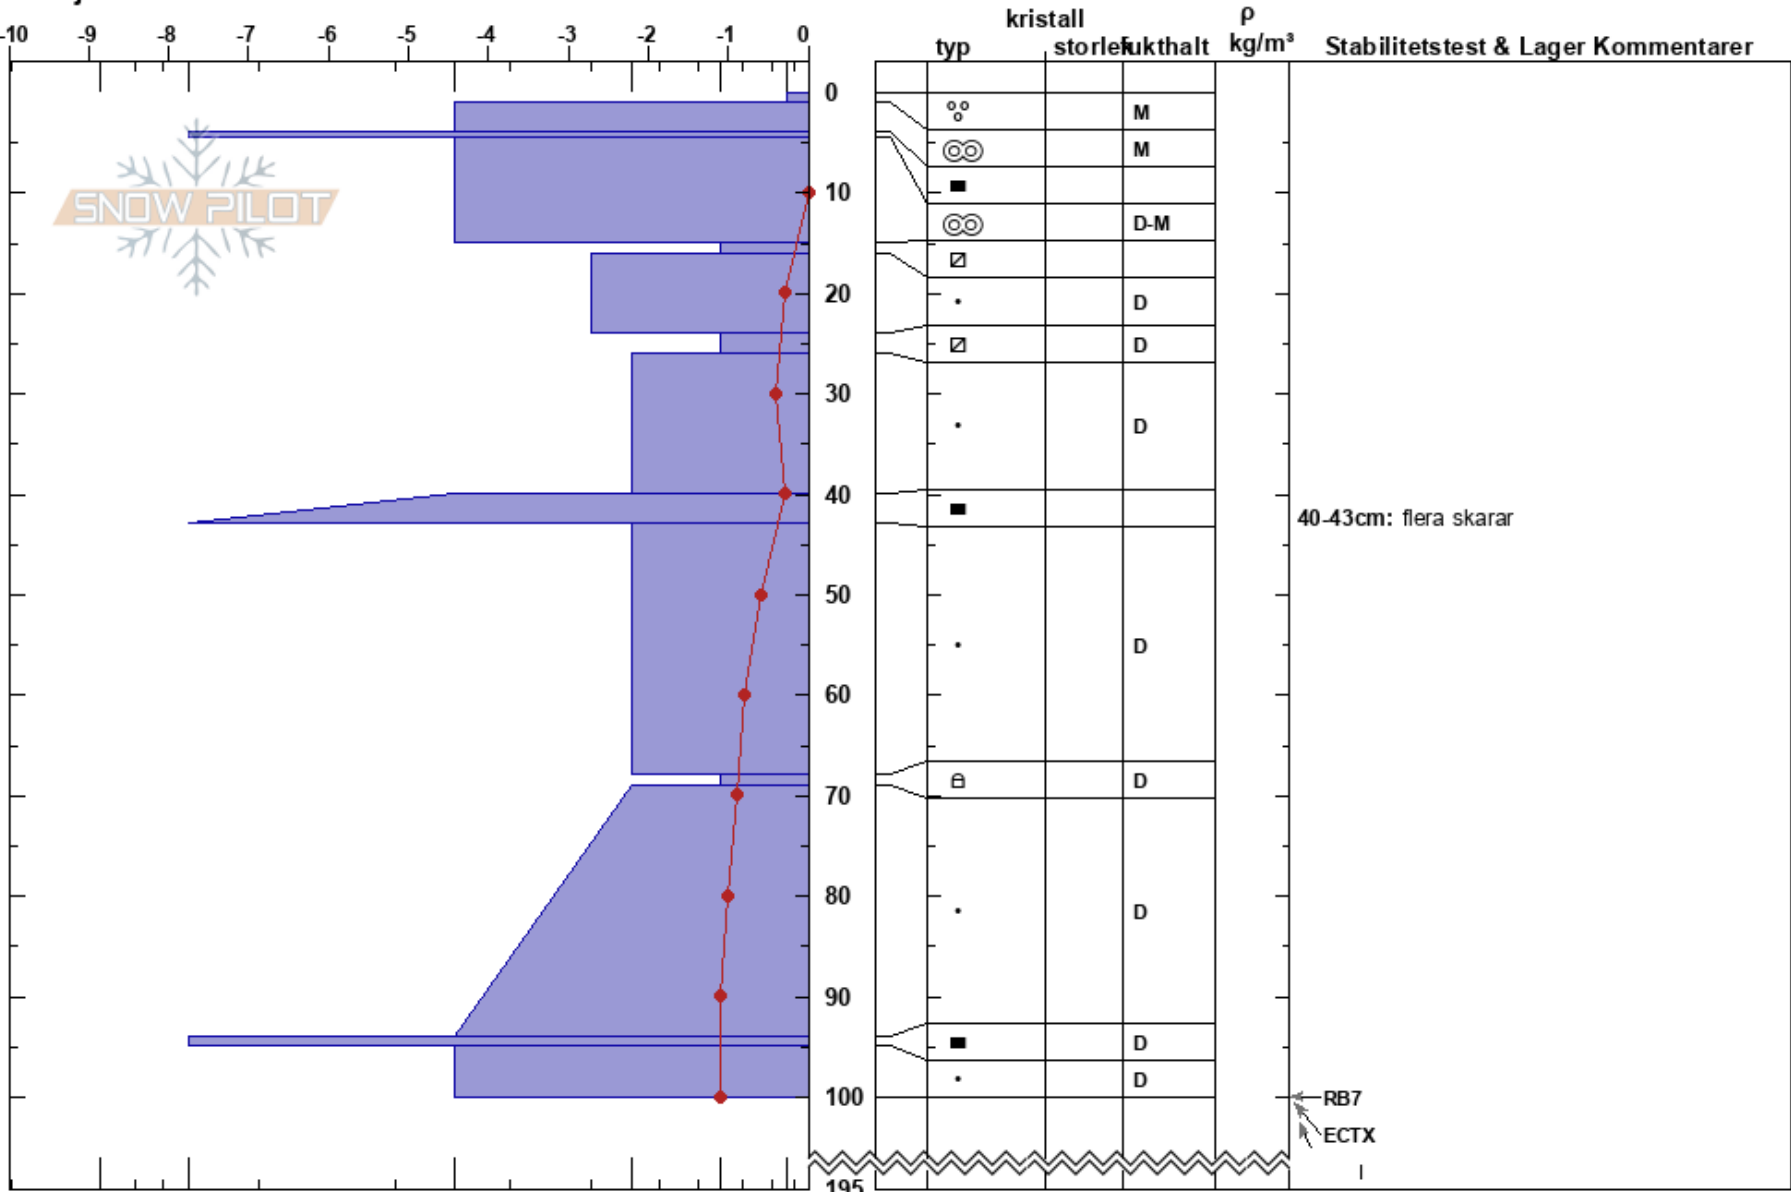 kristall
ρ
-10 -9 -8 -7 -6 -5 -4 -3 -2 -1 0
typ storlek fukthalt kg/m³ Stabilitetstest & Lager Kommentarer
0
M
SNOW PILOT
M
10
D-M
20 D
D
30
D
40
40-43cm: flera skarar
50
D
60
D
70
80
D
90
D
D
100
RB7
ECTX
195